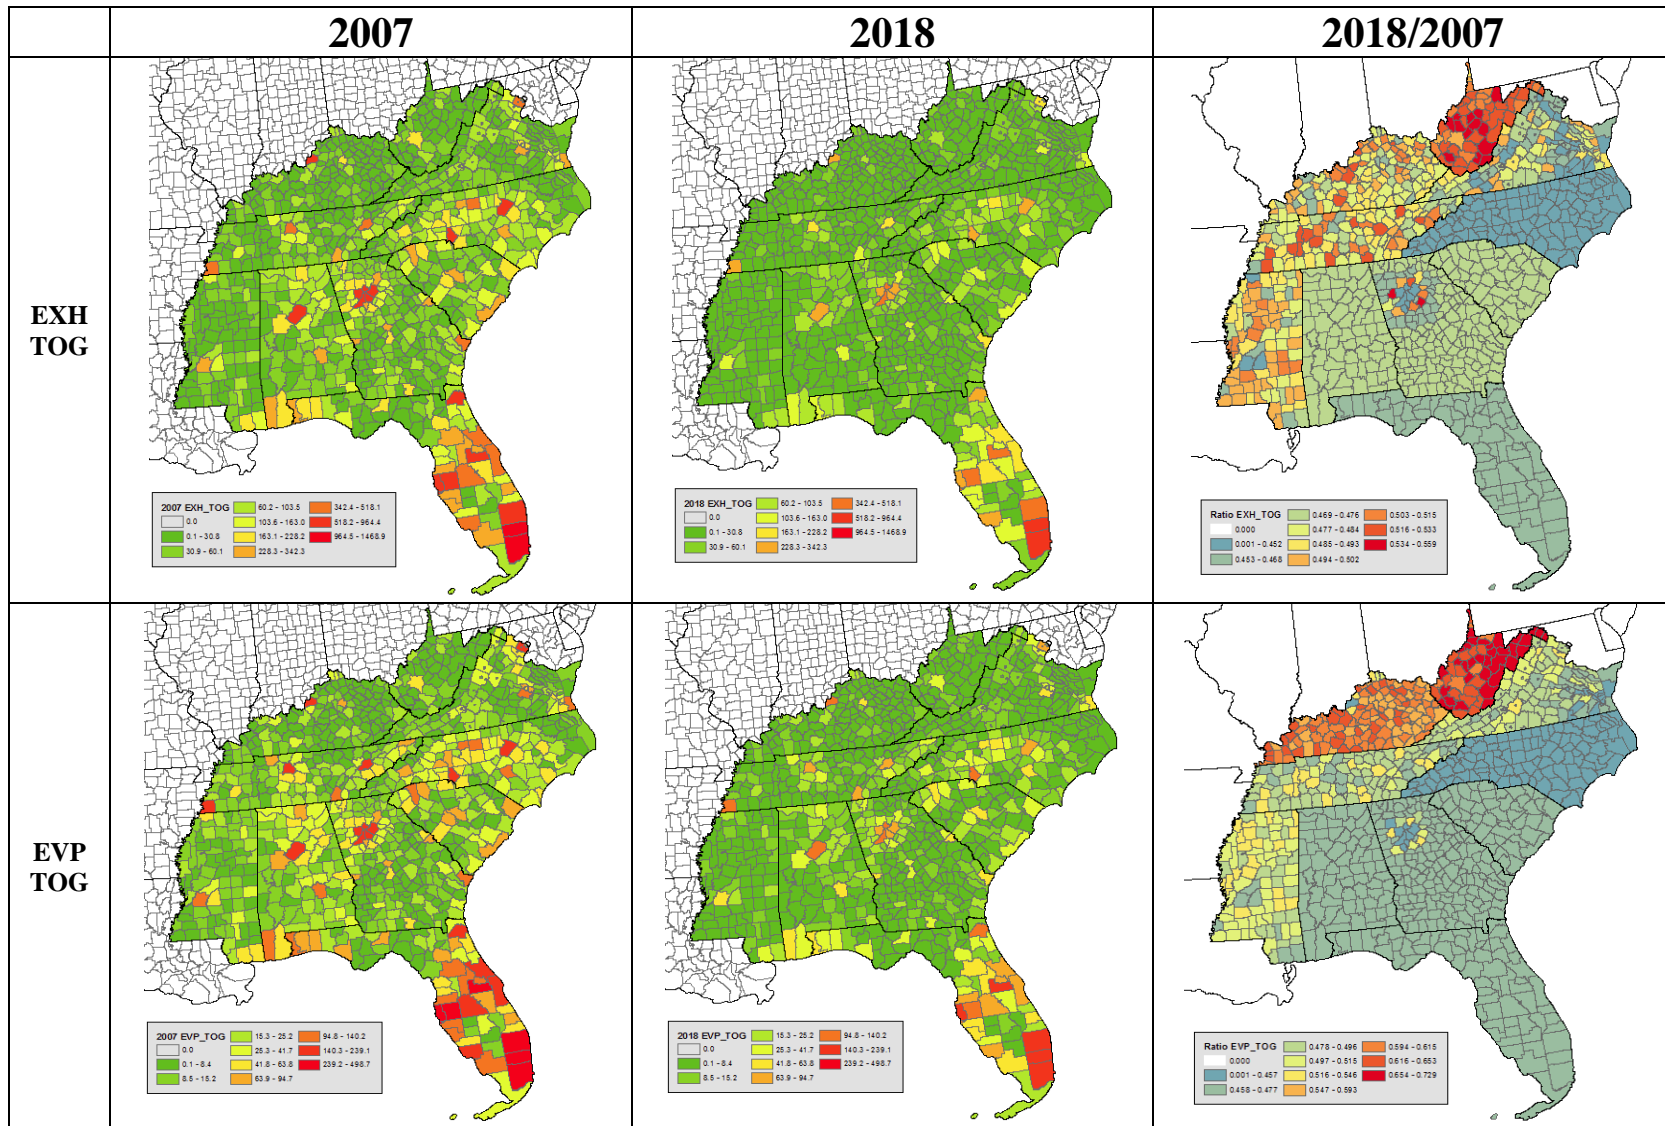 2007
2018
2018/2007
EXH
TOG
2007 EXH_TOG
0.0
0.1 - 30.8
30.9 - 60.1
60.2 - 103.5
103.6 - 163.0
163.1 - 228.2
228.3 - 342.3
342.4 - 518.1
518.2 - 964.4
964.5 - 1468.9
2018 EXH_TOG
0.0
0.1 - 30.8
30.9 - 60.1
60.2 - 103.5
103.6 - 163.0
163.1 - 228.2
228.3 - 342.3
342.4 - 518.1
518.2 - 964.4
964.5 - 1468.9
Ratio EXH_TOG
0.000
0.001 - 0.452
0.453 - 0.468
0.469 - 0.476
0.477 - 0.484
0.485 - 0.493
0.494 - 0.502
0.503 - 0.515
0.516 - 0.533
0.534 - 0.559
EVP
TOG
2007 EVP_TOG
0.0
0.1 - 8.4
8.5 - 15.2
15.3 - 25.2
25.3 - 41.7
41.8 - 63.8
63.9 - 94.7
94.8 - 140.2
140.3 - 239.1
239.2 - 498.7
2018 EVP_TOG
0.0
0.1 - 8.4
8.5 - 15.2
15.3 - 25.2
25.3 - 41.7
41.8 - 63.8
63.9 - 94.7
94.8 - 140.2
140.3 - 239.1
239.2 - 498.7
Ratio EVP_TOG
0.000
0.001 - 0.457
0.458 - 0.477
0.478 - 0.496
0.497 - 0.515
0.516 - 0.546
0.547 - 0.593
0.594 - 0.615
0.616 - 0.653
0.654 - 0.729